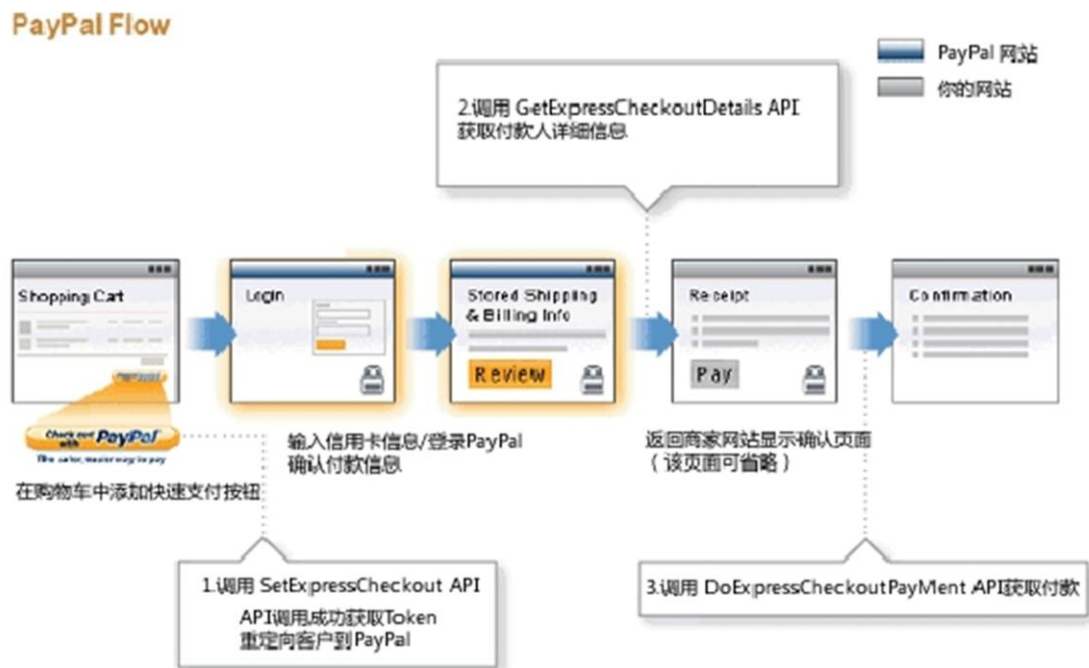 PayPal Flow
PayPal 网站
你的网站
2.调用 GetExpressCheckoutDetails API
获取付款人详细信息
Shopping Cart
Login
Stored Shipping
& Billing Info
Review
Receipt
Pay
Confirmation
Check out
with PayPal
The safer, easier way to pay
在购物车中添加快速支付按钮
输入信用卡信息/登录PayPal
确认付款信息
返回商家网站显示确认页面
(该页面可省略)
1.调用 SetExpressCheckout API
API调用成功获取Token
重定向客户到PayPal
3.调用 DoExpressCheckoutPayMent API获取付款